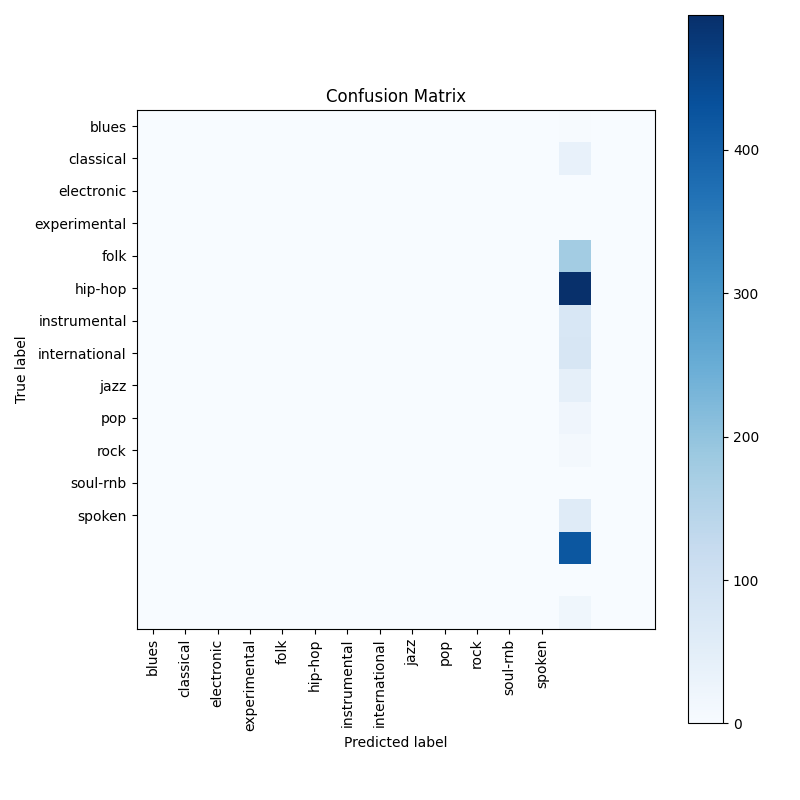 Confusion Matrix
True label
blues
classical
electronic
experimental
folk
hip-hop
instrumental
international
jazz
pop
rock
soul-rnb
spoken
blues
classical
electronic
experimental
folk
hip-hop
instrumental
international
jazz
pop
rock
soul-rnb
spoken
Predicted label
400
300
200
100
0